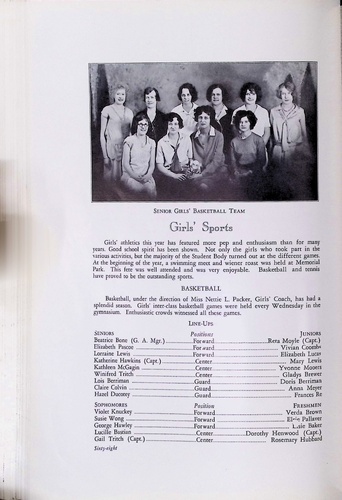 SENIOR GIRLS' BASKETBALL TEAM
Girls' Sports
Girls' athletics this year has featured more pep and enthusiasm than for many
years. Good school spirit has been shown. Not only the girls who took part in the
various activities, but the majority of the Student Body turned out at the different games.
At the beginning of the year, a swimming meet and wiener roast was held at Memorial
Park. This fete was well attended and was very enjoyable. Basketball and tennis
have proved to be the outstanding sports.
BASKETBALL
Basketball, under the direction of Miss Nettie L. Packer, Girls' Coach, has had a
splendid season. Girls' inter-class basketball games were held every Wednesday in the
gymnasium. Enthusiastic crowds witnessed all these games.
LINE-UPS
SENIORS Positions JUNIORS
Beatrice Bone (G. A. Mgr.) Forward Reta Moyle (Capt.)
Elizabeth Pascoe Forward Vivian
Lorraine Lewis Forward Elizabeth Lucas
Katherine Hawkins (Capt.) Center Mary Lewis
Kathleen McGagin Center Yvonne
Winifred Tritch Center Gladys Brewer
Lois Berriman Guard Doris Berriman
Claire Colvin Guard Anna Meyer
Hazel Ducotey Guard Frances
SOPHOMORES Position FRESHMEN
Violet Knuckey Forward Verda Brown
Susie Wong Forward
George Hawley Forward Baker
Lucille Bastian Center Dorothy Henwood (Capt.)
Gail Tritch (Capt.) Center Rosemary Hubbard
Sixty-eight